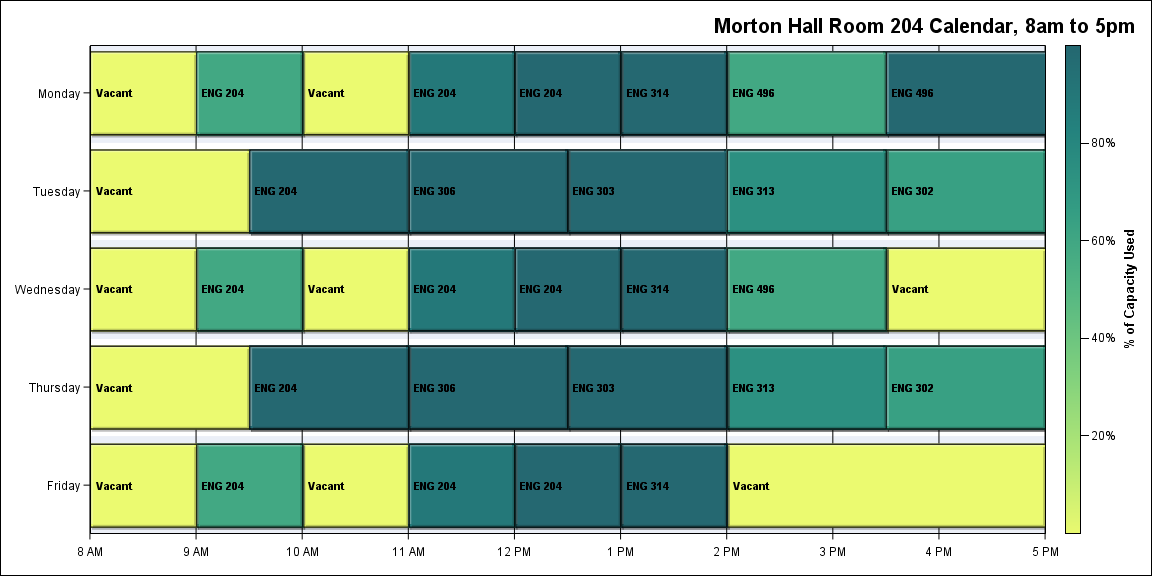 Morton Hall Room 204 Calendar, 8am to 5pm
Monday
Vacant
ENG 204
Vacant
ENG 204
ENG 204
ENG 314
ENG 496
ENG 496
Tuesday
Vacant
ENG 204
ENG 306
ENG 303
ENG 313
ENG 302
Wednesday
Vacant
ENG 204
Vacant
ENG 204
ENG 204
ENG 314
ENG 496
Vacant
Thursday
Vacant
ENG 204
ENG 306
ENG 303
ENG 313
ENG 302
Friday
Vacant
ENG 204
Vacant
ENG 204
ENG 204
ENG 314
Vacant
8 AM
9 AM
10 AM
11 AM
12 PM
1 PM
2 PM
3 PM
4 PM
5 PM
80%
60%
40%
20%
% of Capacity Used